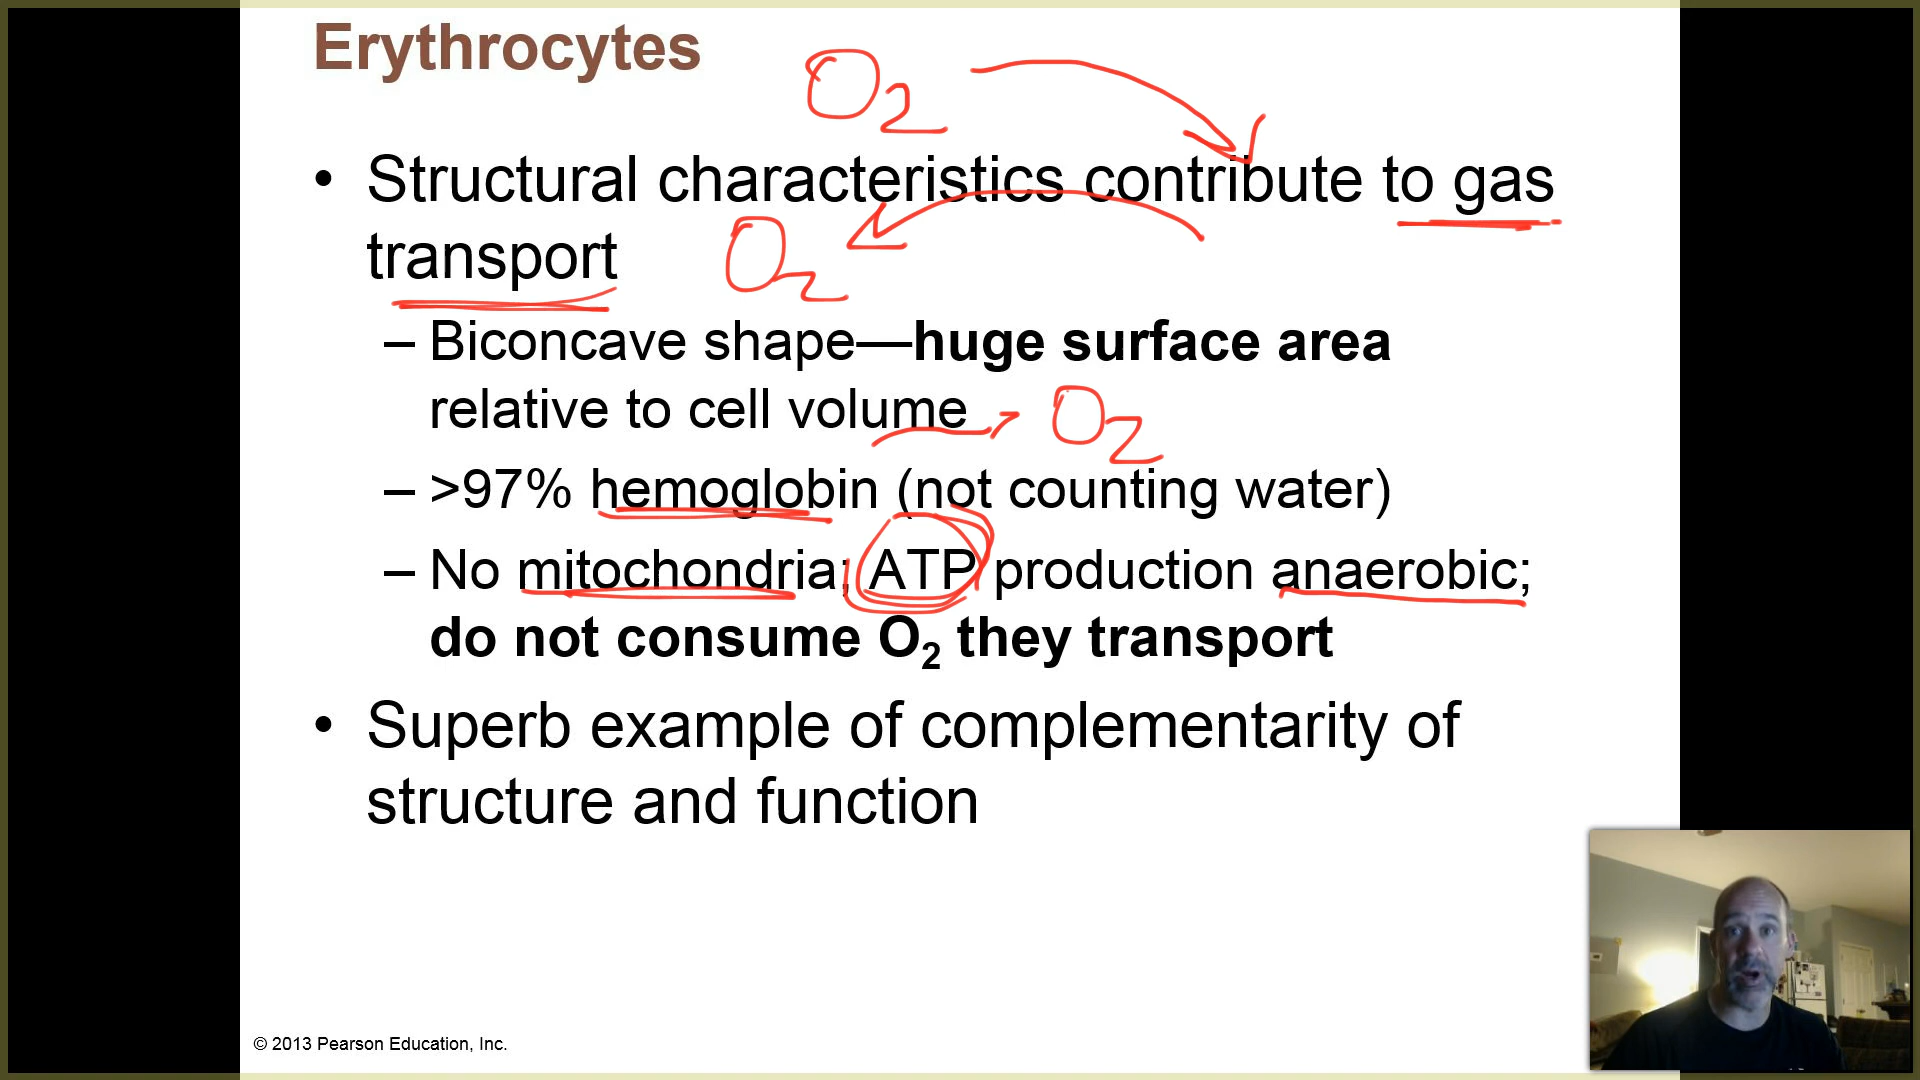 Erythrocytes
O2
• Structural characteristics contribute to gas
transport
O2
– Biconcave shape—huge surface area
relative to cell volume
O2
– >97% hemoglobin (not counting water)
– No mitochondria; ATP production anaerobic;
do not consume O₂ they transport
• Superb example of complementarity of
structure and function
© 2013 Pearson Education, Inc.